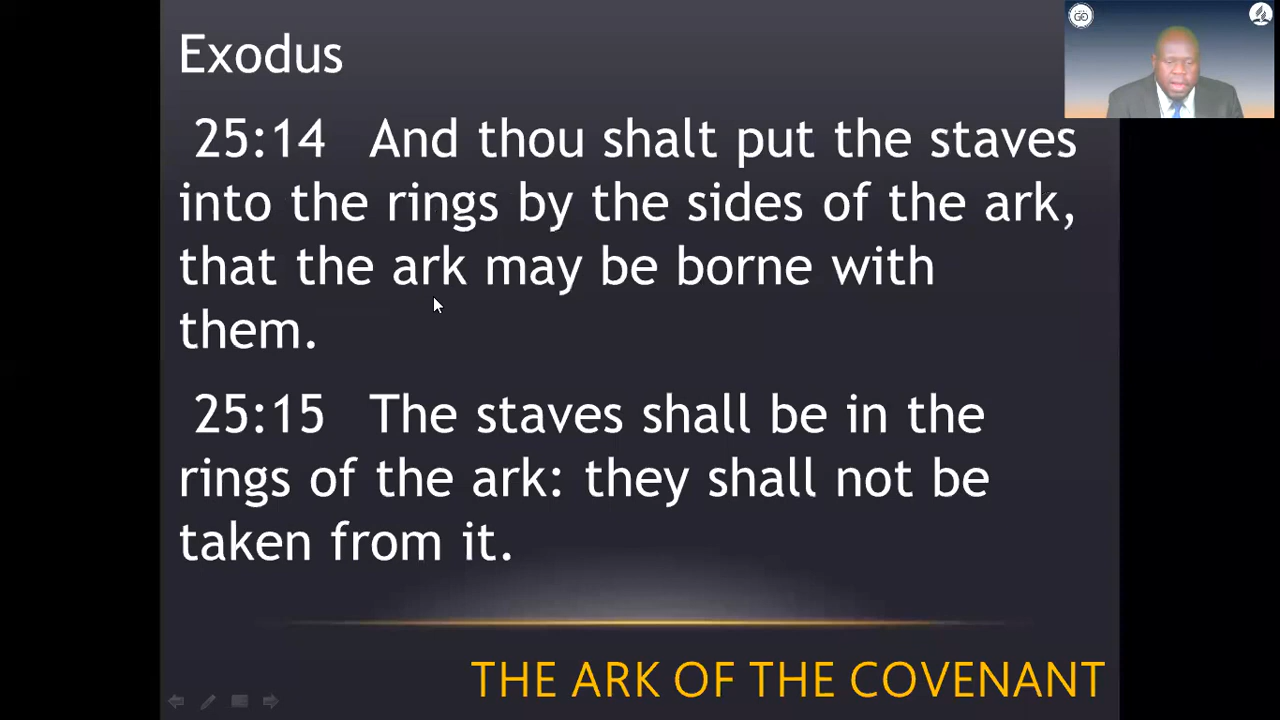 Exodus
25:14 And thou shalt put the staves
into the rings by the sides of the ark,
that the ark may be borne with
them.
25:15 The staves shall be in the
rings of the ark: they shall not be
taken from it.
THE ARK OF THE COVENANT